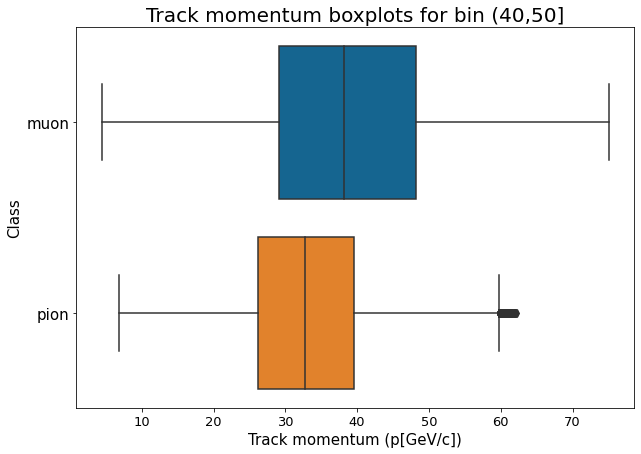 Track momentum boxplots for bin (40,50]
Class
muon
pion
10 20 30 40 50 60 70
Track momentum (p[GeV/c])